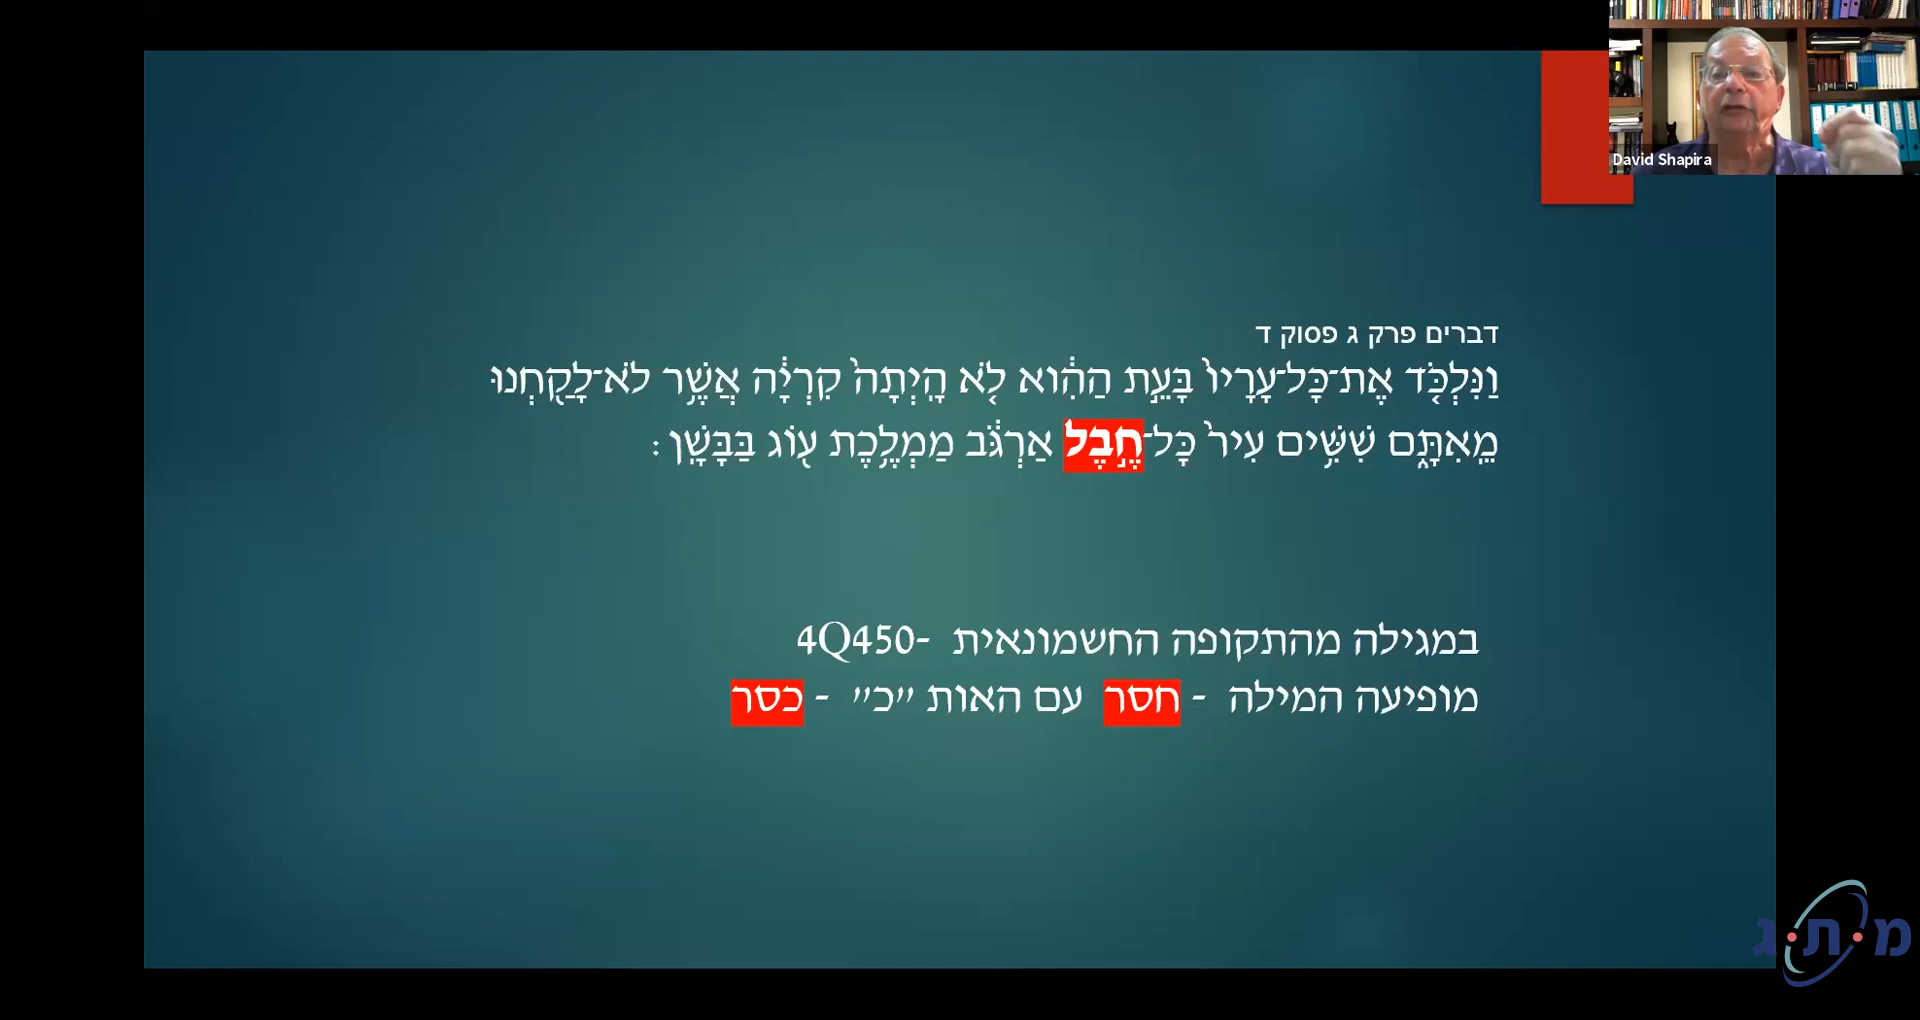 דברים פרק ג פסוק ד
וַנִּלְכֹּ֤ד אֶת־כָּל־עָרָיו֙ בָּעֵ֣ת הַהִ֔וא לֹ֤א הָֽיְתָה֙ קִרְיָ֔ה אֲשֶׁ֥ר לֹא־לָקַ֖חְנוּ
מֵֽאִתָּ֑ם שִׁשִּׁ֥ים עִיר֙ כָּל־חֶ֣בֶל אַרְגֹּ֔ב מַמְלֶ֥כֶת ע֖וֹג בַּבָּשָֽׁן׃
במגילה מהתקופה החשמונאית -4Q450
מופיעה המילה - חסר עם האות "כ" - כסר
David Shapira
מ.ת.ג